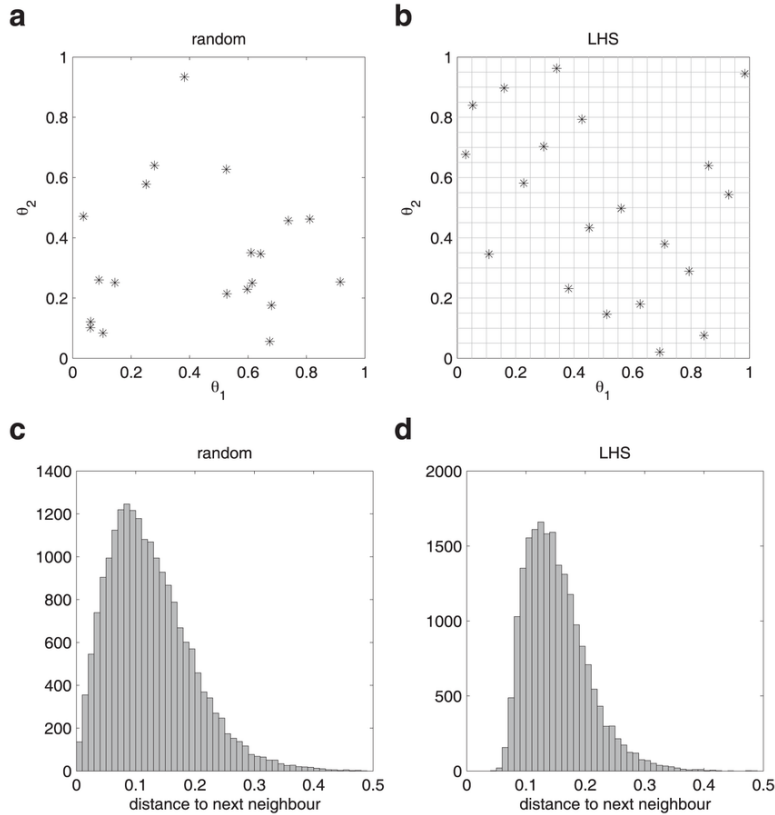 a
random
1
0.8
0.6
0.4
0.2
0
0 0.2 0.4 0.6 0.8 1
θ2
θ1
b
LHS
1
0.8
0.6
0.4
0.2
0
0 0.2 0.4 0.6 0.8 1
θ2
θ1
c
random
1400
1200
1000
800
600
400
200
0
0 0.1 0.2 0.3 0.4 0.5
distance to next neighbour
d
LHS
2000
1500
1000
500
0
0 0.1 0.2 0.3 0.4 0.5
distance to next neighbour